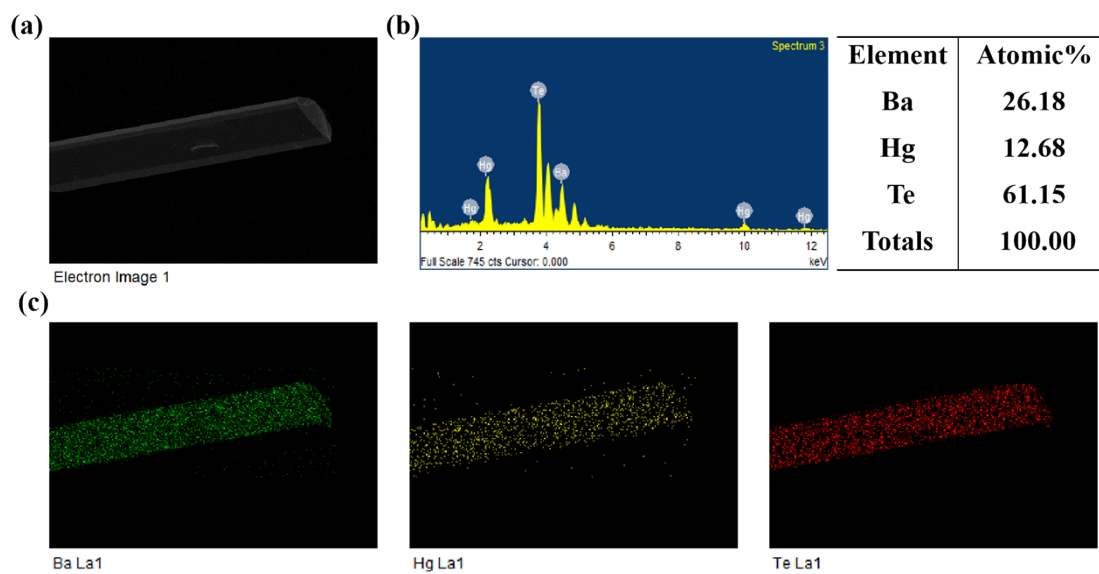 (a)
Electron Image 1
(b)
Spectrum 3
Te
Hg
Ba
Hg
Hg
Hg
2 4 6 8 10 12
Full Scale 745 cts Cursor: 0.000 keV
Element Atomic%
Ba 26.18
Hg 12.68
Te 61.15
Totals 100.00
(c)
Ba La1
Hg La1
Te La1